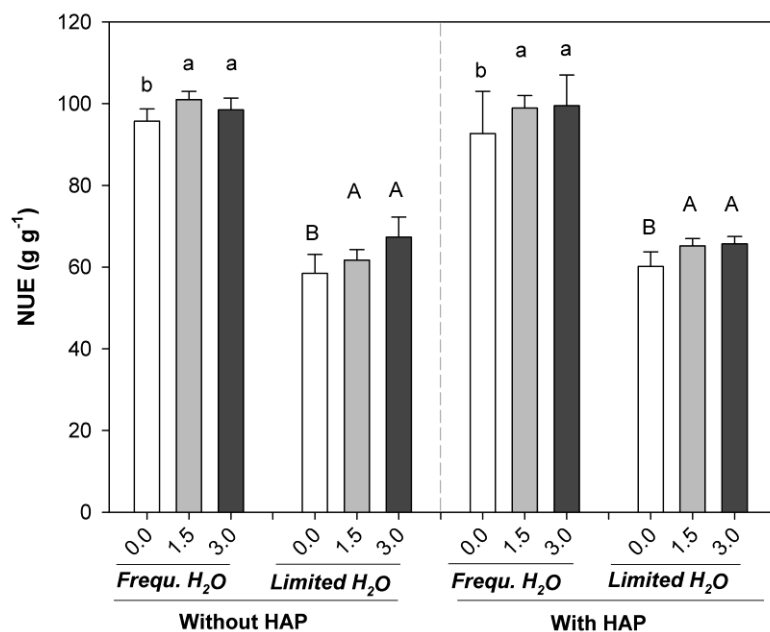 120
100
80
60
40
20
0
NUE (g g⁻¹)
b a a
B A A
b a a
B A A
0.0 1.5 3.0 0.0 1.5 3.0 0.0 1.5 3.0 0.0 1.5 3.0
Frequ. H₂O Limited H₂O Frequ. H₂O Limited H₂O
Without HAP With HAP